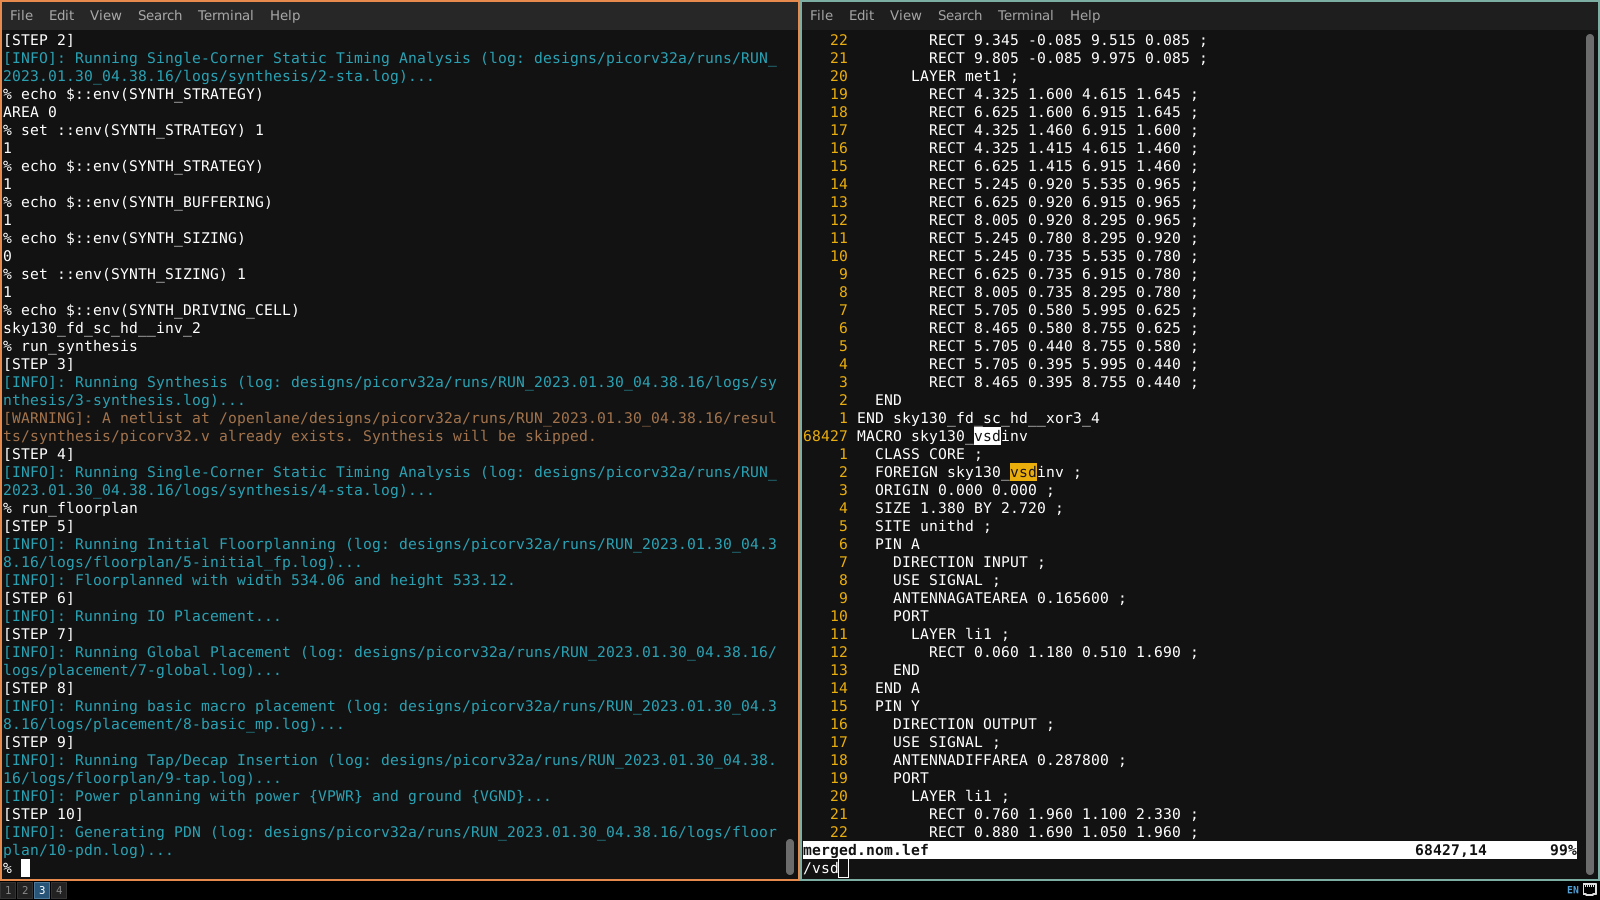 File Edit View Search Terminal Help
[STEP 2]
[INFO]: Running Single-Corner Static Timing Analysis (log: designs/picorv32a/runs/RUN_
2023.01.30_04.38.16/logs/synthesis/2-sta.log)...
% echo $::env(SYNTH_STRATEGY)
AREA 0
% set ::env(SYNTH_STRATEGY) 1
1
% echo $::env(SYNTH_STRATEGY)
1
% echo $::env(SYNTH_BUFFERING)
1
% echo $::env(SYNTH_SIZING)
0
% set ::env(SYNTH_SIZING) 1
1
% echo $::env(SYNTH_DRIVING_CELL)
sky130_fd_sc_hd__inv_2
% run_synthesis
[STEP 3]
[INFO]: Running Synthesis (log: designs/picorv32a/runs/RUN_2023.01.30_04.38.16/logs/sy
nthesis/3-synthesis.log)...
[WARNING]: A netlist at /openlane/designs/picorv32a/runs/RUN_2023.01.30_04.38.16/resul
ts/synthesis/picorv32.v already exists. Synthesis will be skipped.
[STEP 4]
[INFO]: Running Single-Corner Static Timing Analysis (log: designs/picorv32a/runs/RUN_
2023.01.30_04.38.16/logs/synthesis/4-sta.log)...
% run_floorplan
[STEP 5]
[INFO]: Running Initial Floorplanning (log: designs/picorv32a/runs/RUN_2023.01.30_04.3
8.16/logs/floorplan/5-initial_fp.log)...
[INFO]: Floorplanned with width 534.06 and height 533.12.
[STEP 6]
[INFO]: Running IO Placement...
[STEP 7]
[INFO]: Running Global Placement (log: designs/picorv32a/runs/RUN_2023.01.30_04.38.16/
logs/placement/7-global.log)...
[STEP 8]
[INFO]: Running basic macro placement (log: designs/picorv32a/runs/RUN_2023.01.30_04.3
8.16/logs/placement/8-basic_mp.log)...
[STEP 9]
[INFO]: Running Tap/Decap Insertion (log: designs/picorv32a/runs/RUN_2023.01.30_04.38.
16/logs/floorplan/9-tap.log)...
[INFO]: Power planning with power {VPWR} and ground {VGND}...
[STEP 10]
[INFO]: Generating PDN (log: designs/picorv32a/runs/RUN_2023.01.30_04.38.16/logs/floor
plan/10-pdn.log)...
%
File Edit View Search Terminal Help
22 RECT 9.345 -0.085 9.515 0.085 ;
21 RECT 9.805 -0.085 9.975 0.085 ;
20 LAYER met1 ;
19 RECT 4.325 1.600 4.615 1.645 ;
18 RECT 6.625 1.600 6.915 1.645 ;
17 RECT 4.325 1.460 6.915 1.600 ;
16 RECT 4.325 1.415 4.615 1.460 ;
15 RECT 6.625 1.415 6.915 1.460 ;
14 RECT 5.245 0.920 5.535 0.965 ;
13 RECT 6.625 0.920 6.915 0.965 ;
12 RECT 8.005 0.920 8.295 0.965 ;
11 RECT 5.245 0.780 8.295 0.920 ;
10 RECT 5.245 0.735 5.535 0.780 ;
9 RECT 6.625 0.735 6.915 0.780 ;
8 RECT 8.005 0.735 8.295 0.780 ;
7 RECT 5.705 0.580 5.995 0.625 ;
6 RECT 8.465 0.580 8.755 0.625 ;
5 RECT 5.705 0.440 8.755 0.580 ;
4 RECT 5.705 0.395 5.995 0.440 ;
3 RECT 8.465 0.395 8.755 0.440 ;
2 END
1 END sky130_fd_sc_hd__xor3_4
68427 MACRO sky130_vsdinv
1 CLASS CORE ;
2 FOREIGN sky130_vsdinv ;
3 ORIGIN 0.000 0.000 ;
4 SIZE 1.380 BY 2.720 ;
5 SITE unithd ;
6 PIN A
7 DIRECTION INPUT ;
8 USE SIGNAL ;
9 ANTENNAGATEAREA 0.165600 ;
10 PORT
11 LAYER li1 ;
12 RECT 0.060 1.180 0.510 1.690 ;
13 END
14 END A
15 PIN Y
16 DIRECTION OUTPUT ;
17 USE SIGNAL ;
18 ANTENNADIFFAREA 0.287800 ;
19 PORT
20 LAYER li1 ;
21 RECT 0.760 1.960 1.100 2.330 ;
22 RECT 0.880 1.690 1.050 1.960 ;
merged.nom.lef 68427,14 99%
/vsd
1 2 3 4 EN